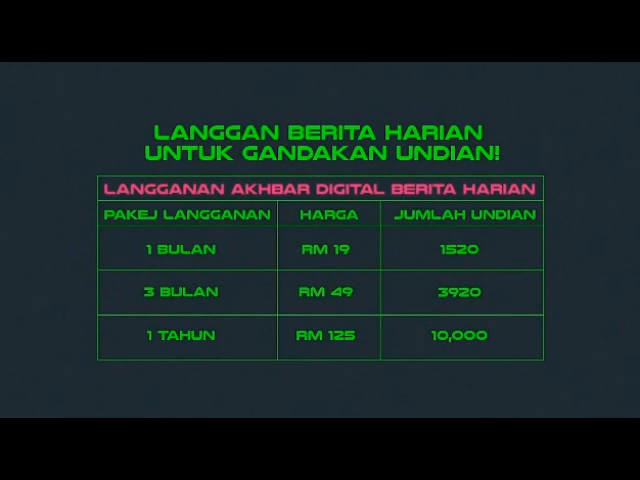 LANGGAN BERITA HARIAN
UNTUK GANDAKAN UNDIAN!
LANGGANAN AKHBAR DIGITAL BERITA HARIAN
PAKEJ LANGGANAN HARGA JUMLAH UNDIAN
1 BULAN RM 19 1520
3 BULAN RM 49 3920
1 TAHUN RM 125 10,000